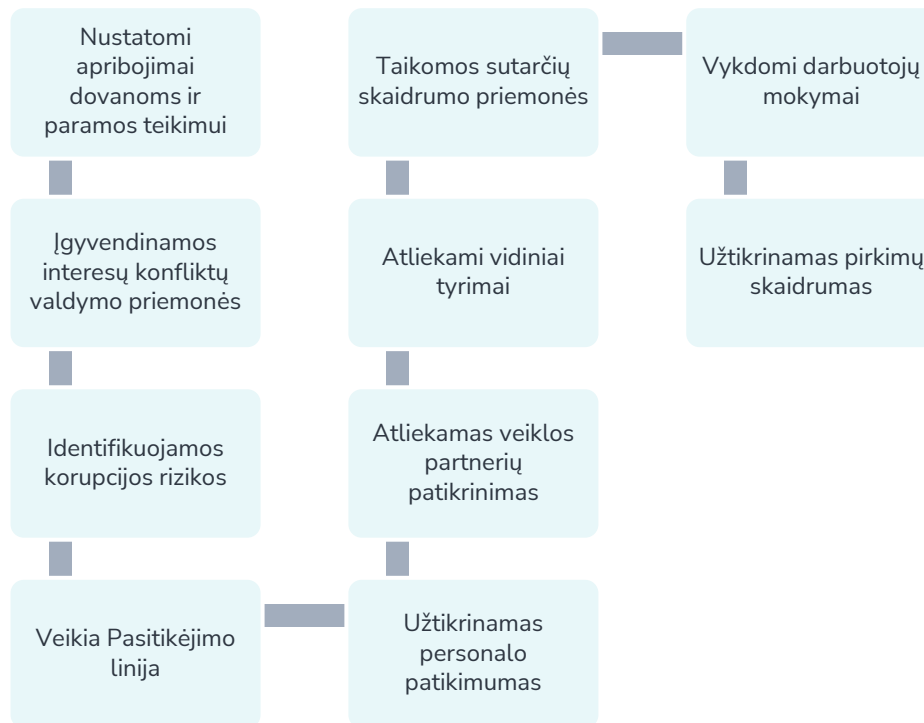 Nustatomi
apribojimai
dovanoms ir
paramos teikimui
Įgyvendinamos
interesų konfliktų
valdymo priemonės
Identifikuojamos
korupcijos rizikos
Veikia Pasitikėjimo
linija
Užtikrinamas
personalo
patikimumas
Atliekamas veiklos
partnerių
patikrinimas
Atliekami vidiniai
tyrimai
Taikomos sutarčių
skaidrumo priemonės
Vykdomi darbuotojų
mokymai
Užtikrinamas pirkimų
skaidrumas